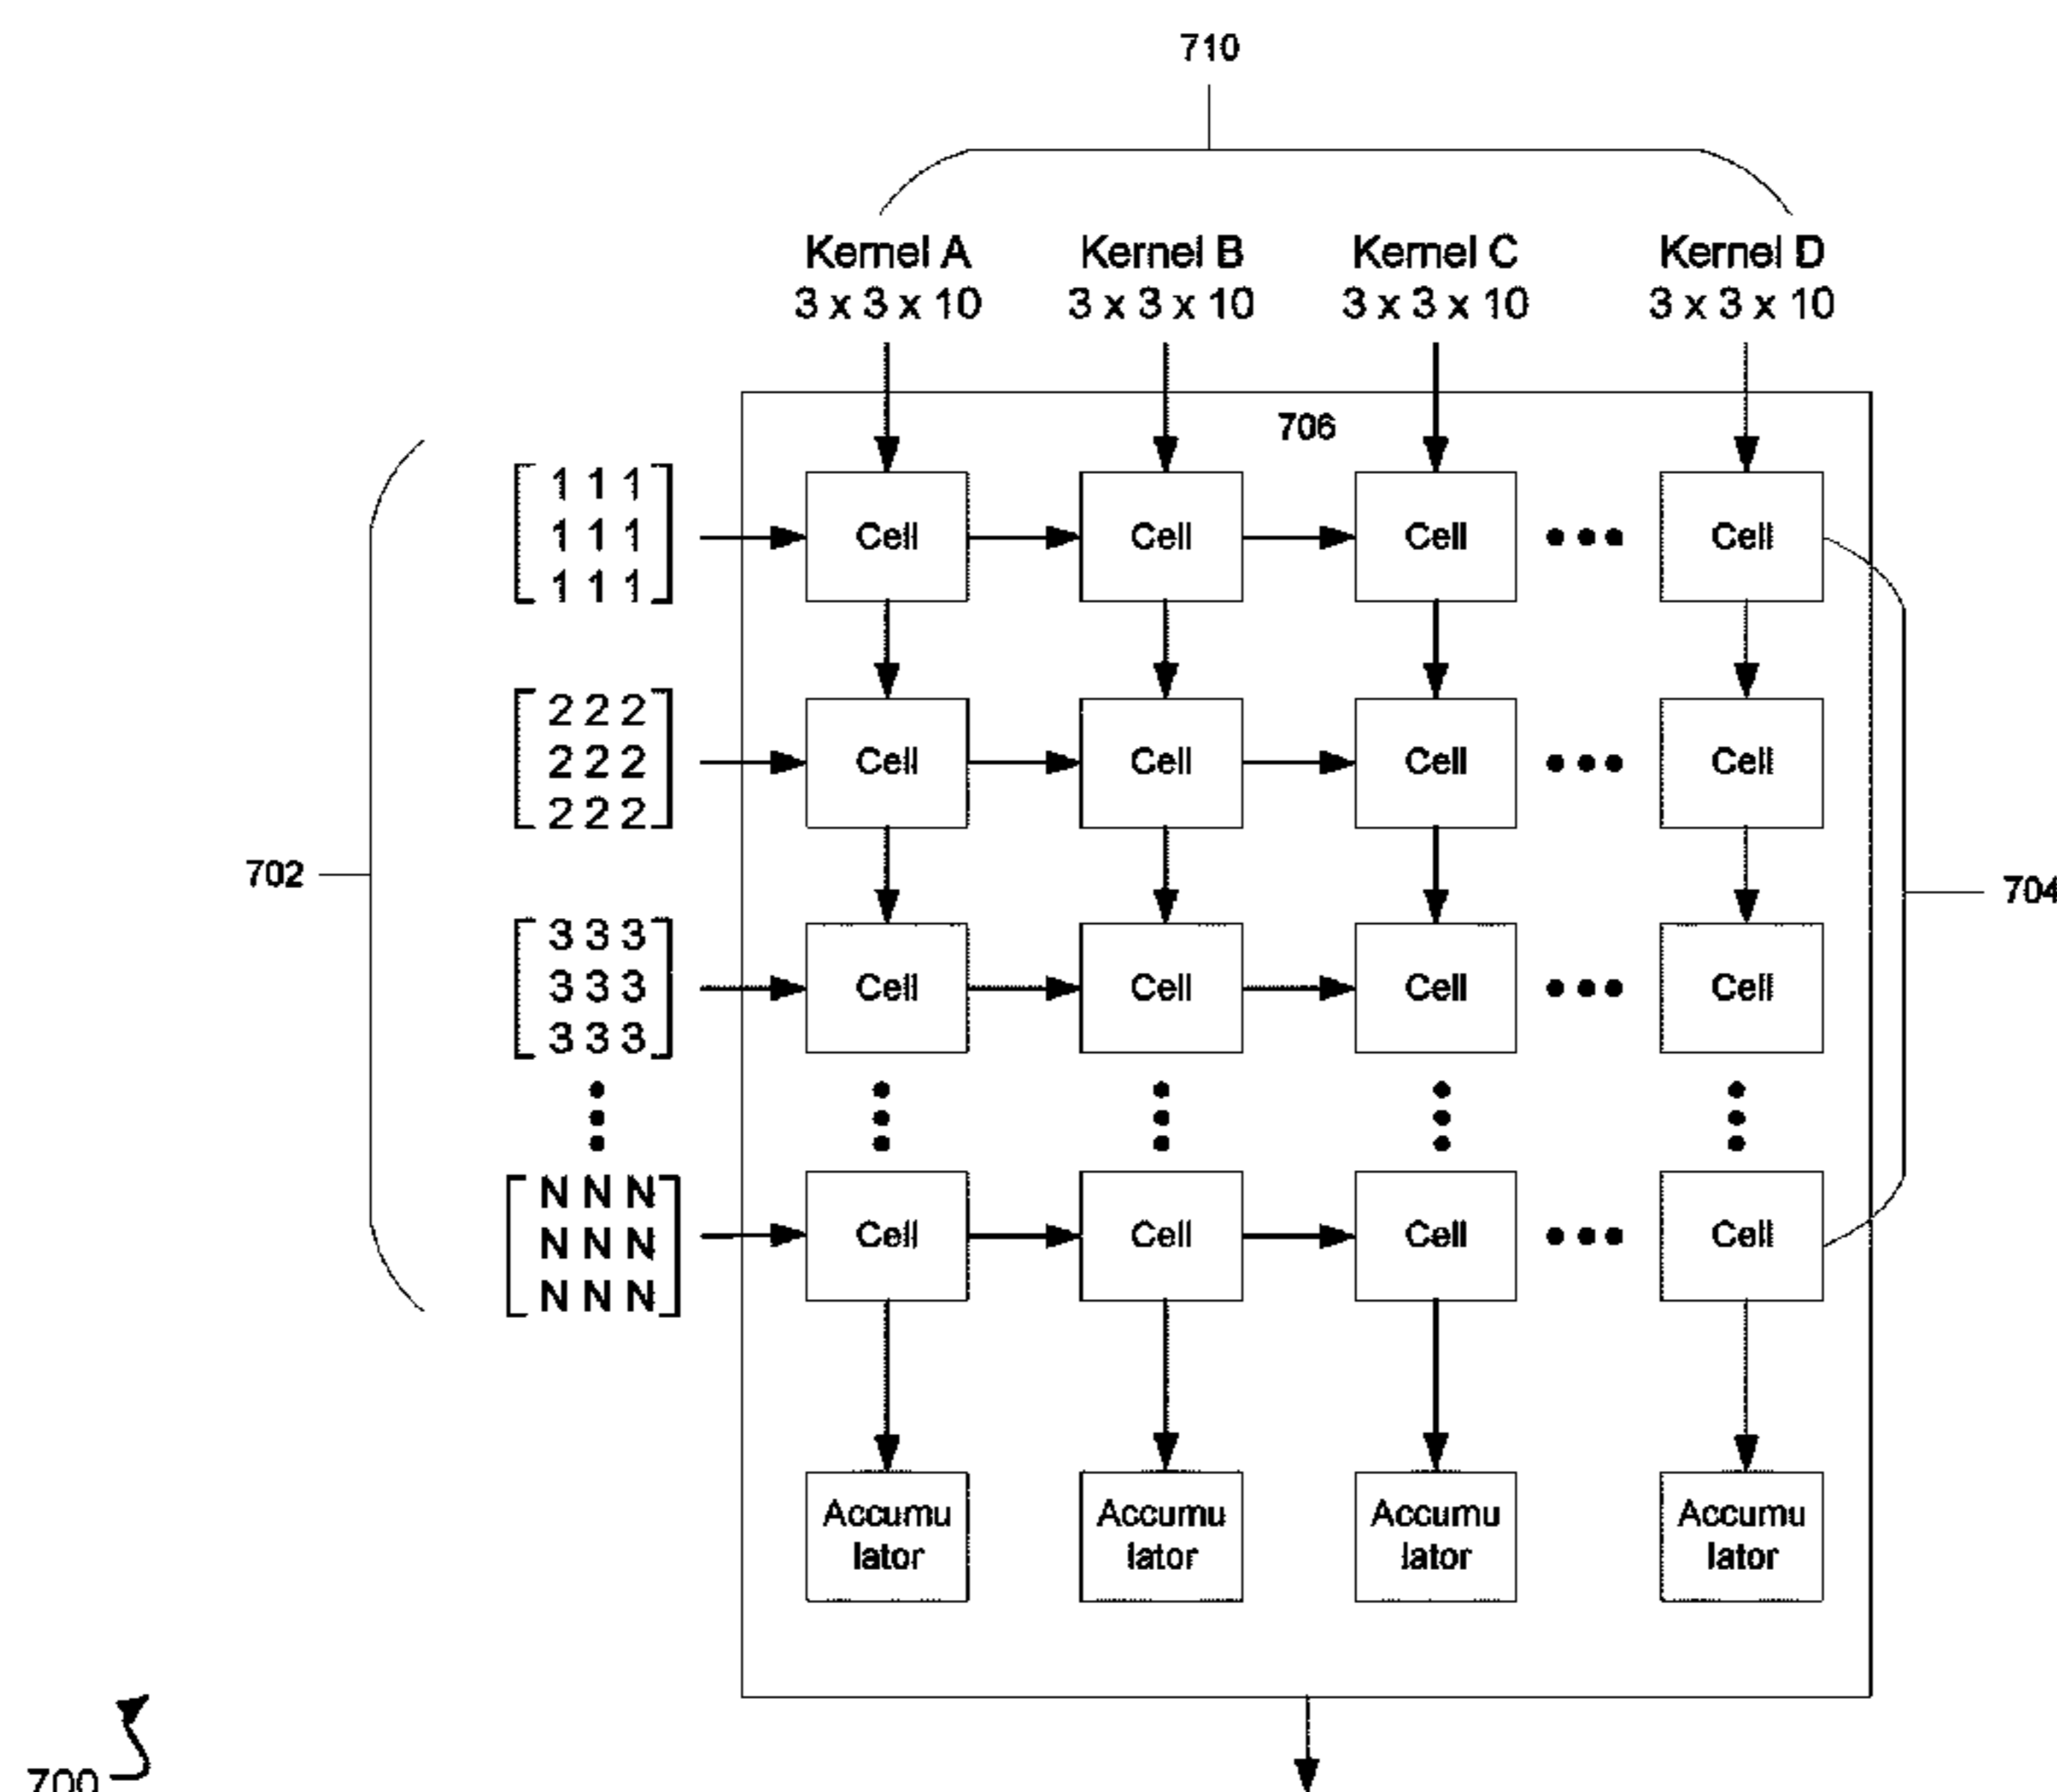 710
Kernel A Kernel B Kernel C Kernel D
3 x 3 x 10 3 x 3 x 10 3 x 3 x 10 3 x 3 x 10
706
1 1 1
1 1 1
1 1 1
Cell Cell Cell Cell
2 2 2
2 2 2
2 2 2
Cell Cell Cell Cell
702
704
3 3 3
3 3 3
3 3 3
Cell Cell Cell Cell
N N N
N N N
N N N
Cell Cell Cell Cell
Accumu Accumu Accumu Accumu
lator lator lator lator
700